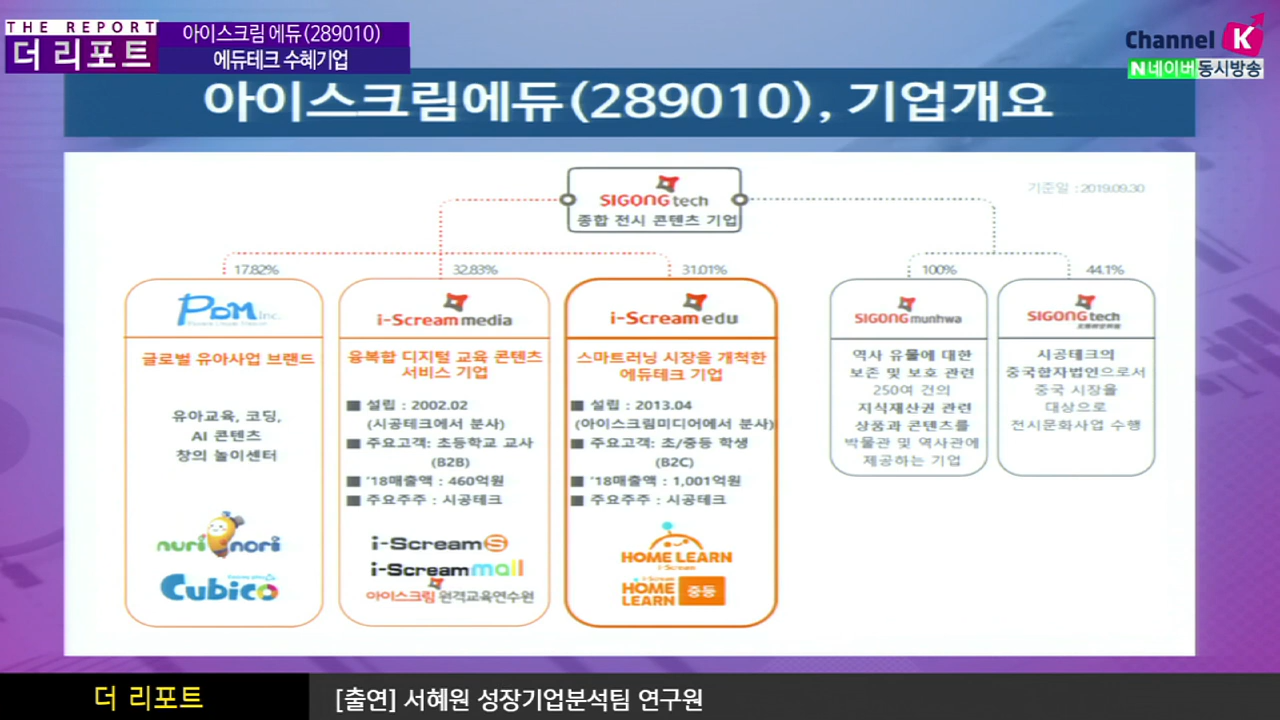 THE REPORT
더 리포트
아이스크림 에듀(289010)
에듀테크 수혜기업
Channel K
N 네이버 동시방송
아이스크림에듀(289010), 기업개요
SIGONG tech
종합 전시 콘텐츠 기업
기준일 : 2019.09.30
17.82%
32.83%
31.01%
100%
44.1%
PDM Inc.
글로벌 유아사업 브랜드
유아교육, 코딩,
AI 콘텐츠
창의 놀이센터
nuri nori
Cubico
i-Scream media
융복합 디지털 교육 콘텐츠
서비스 기업
■ 설립 : 2002.02
(시공테크에서 분사)
■ 주요고객: 초등학교 교사
(B2B)
■ '18매출액 : 460억원
■ 주요주주 : 시공테크
i-Scream S
i-Scream mall
아이스크림 원격교육연수원
i-Scream edu
스마트러닝 시장을 개척한
에듀테크 기업
■ 설립 : 2013.04
(아이스크림미디어에서 분사)
■ 주요고객: 초/중등 학생
(B2C)
■ '18매출액 : 1,001억원
■ 주요주주 : 시공테크
HOME LEARN
i-Scream
i-Scream
HOME
LEARN 중등
SIGONG munhwa
역사 유물에 대한
보존 및 보호 관련
250여 건의
지식재산권 관련
상품과 콘텐츠를
박물관 및 역사관에
제공하는 기업
SIGONG tech
시공테크의
중국합자법인으로서
중국 시장을
대상으로
전시문화사업 수행
더 리포트
[출연] 서혜원 성장기업분석팀 연구원